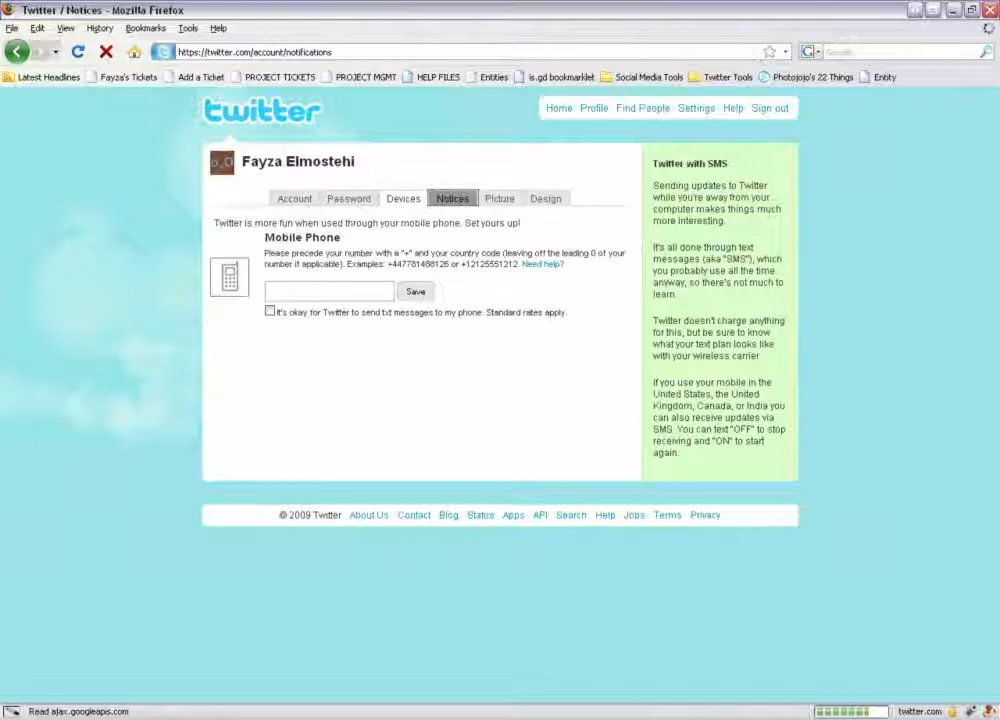 Twitter / Notices - Mozilla Firefox
File Edit View History Bookmarks Tools Help
https://twitter.com/account/notifications
Latest Headlines Fayza's Tickets Add a Ticket PROJECT TICKETS PROJECT MGMT HELP FILES Entities is.gd bookmarklet Social Media Tools Twitter Tools Photojojo's 22 Things Entity
twitter
Home Profile Find People Settings Help Sign out
Fayza Elmostehi
Account Password Devices Notices Picture Design
Twitter is more fun when used through your mobile phone. Set yours up!
Mobile Phone
Please precede your number with a "+" and your country code (leaving off the leading 0 of your
number if applicable). Examples: +447781488126 or +12125551212. Need help?
Save
It's okay for Twitter to send txt messages to my phone. Standard rates apply.
Twitter with SMS
Sending updates to Twitter
while you're away from your
computer makes things much
more interesting.
It's all done through text
messages (aka "SMS"), which
you probably use all the time
anyway, so there's not much to
learn.
Twitter doesn't charge anything
for this, but be sure to know
what your text plan looks like
with your wireless carrier
If you use your mobile in the
United States, the United
Kingdom, Canada, or India you
can also receive updates via
SMS. You can text "OFF" to stop
receiving and "ON" to start
again.
© 2009 Twitter About Us Contact Blog Status Apps API Search Help Jobs Terms Privacy
Read ajax.googleapis.com
twitter.com